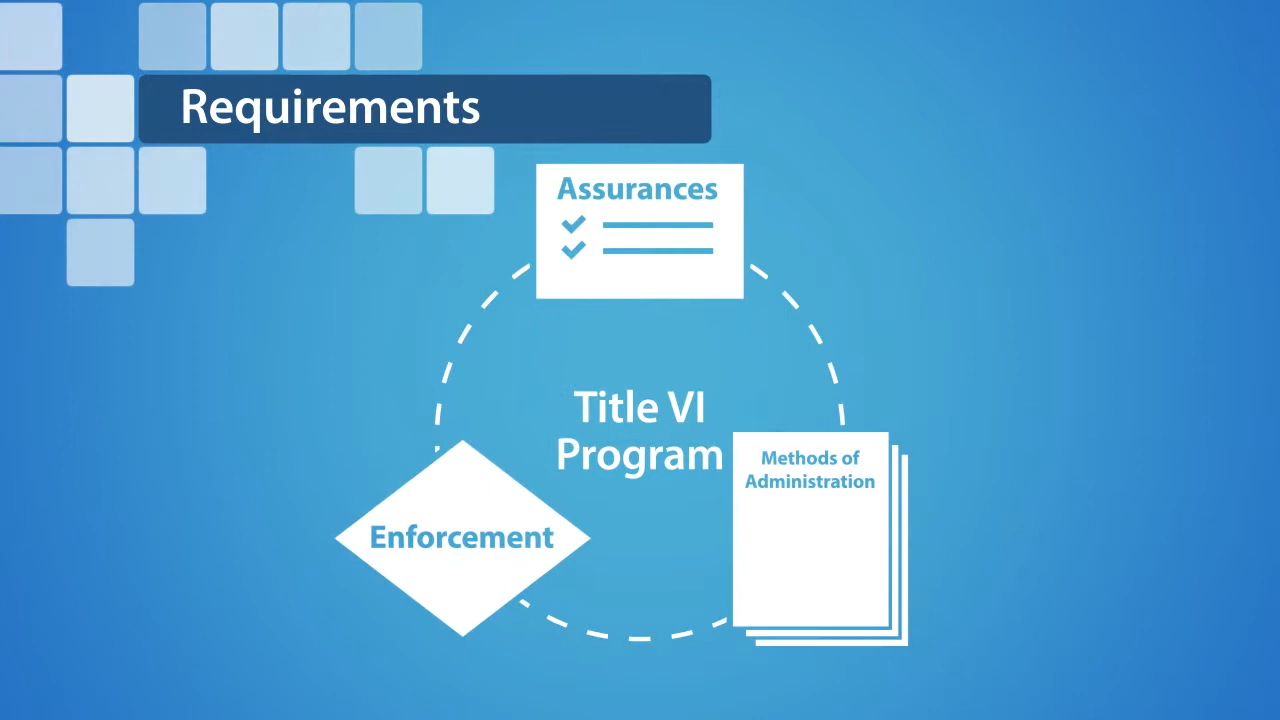 Requirements
Assurances
Title VI
Program
Methods of
Administration
Enforcement